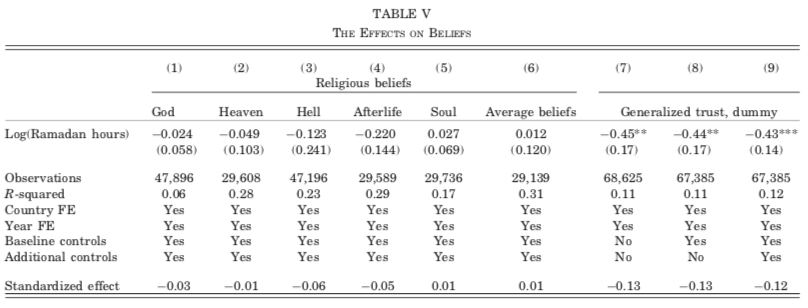 TABLE V
THE EFFECTS ON BELIEFS
(1) (2) (3) (4) (5) (6) (7) (8) (9)
Religious beliefs
God Heaven Hell Afterlife Soul Average beliefs Generalized trust, dummy
Log(Ramadan hours) −0.024 −0.049 −0.123 −0.220 0.027 0.012 −0.45** −0.44** −0.43***
(0.058) (0.103) (0.241) (0.144) (0.069) (0.120) (0.17) (0.17) (0.14)
Observations 47,896 29,608 47,196 29,589 29,736 29,139 68,625 67,385 67,385
R-squared 0.06 0.28 0.23 0.29 0.17 0.31 0.11 0.11 0.12
Country FE Yes Yes Yes Yes Yes Yes Yes Yes Yes
Year FE Yes Yes Yes Yes Yes Yes Yes Yes Yes
Baseline controls Yes Yes Yes Yes Yes Yes No Yes Yes
Additional controls Yes Yes Yes Yes Yes Yes No No Yes
Standardized effect −0.03 −0.01 −0.06 −0.05 0.01 0.01 −0.13 −0.13 −0.12